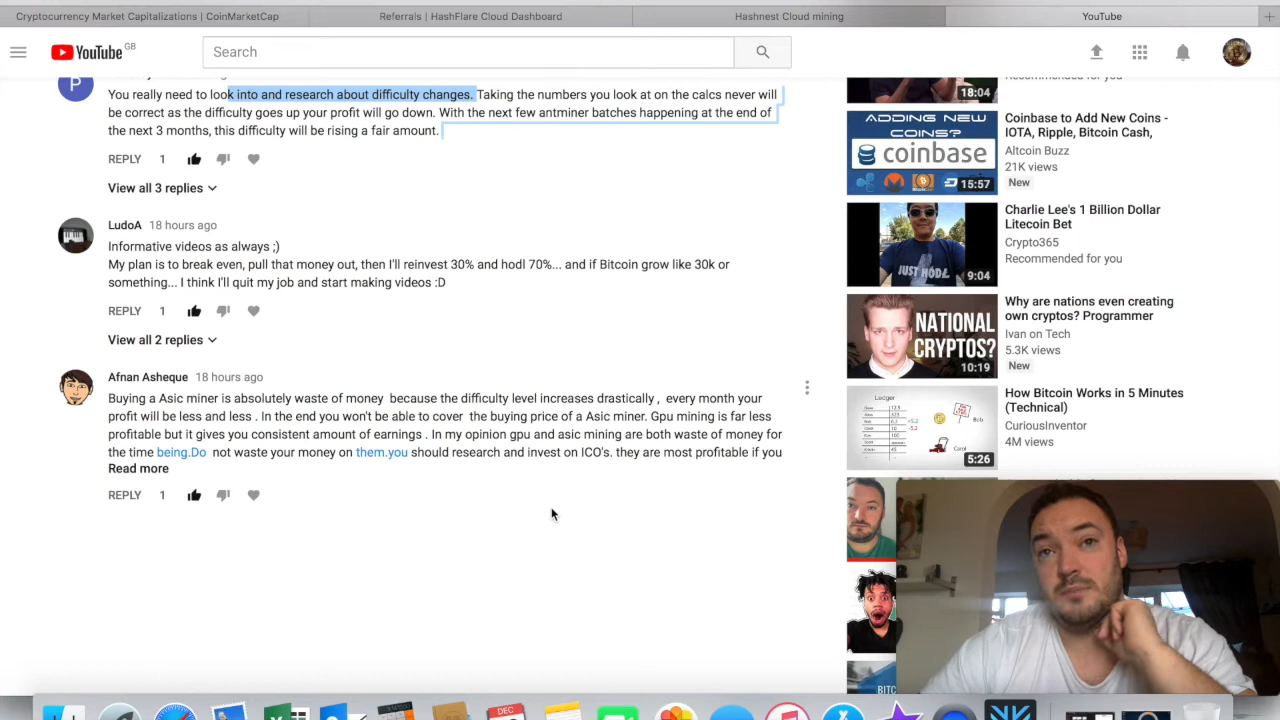 Cryptocurrency Market Capitalizations | CoinMarketCap
Referrals | HashFlare Cloud Dashboard
Hashnest Cloud mining
YouTube
YouTube GB
Search
P
You really need to look into and research and difficulty changes. Taking the numbers you look at on the calcs never will
be correct as the difficulty goes up your profit will go down. With the next few antminer batches happening at the end of
the next 3 months, this difficulty will be rising a fair amount.
REPLY 1
View all 3 replies
LudoA 18 hours ago
Informative videos as always ;)
My plan is to break even, pull that money out, then I'll reinvest 30% and hodl 70%... and if Bitcoin grow like 30k or
something... I think I'll quit my job and start making videos :D
REPLY 1
View all 2 replies
Afnan Asheque 18 hours ago
Buying a Asic miner is absolutely waste of money because the difficulty level increases drastically , every month your
profit will be less and less . In the end you won't be able to cover the buying price of a Asic miner. Gpu mining is far less
profitable but it gives you consistent amount of earnings . In my opinion gpu and asic miner are both waste of money for
the time being.Do not waste your money on them.you should research and invest on ICO's. they are most profitable if you
Read more
REPLY 1
Recommended for you
18:04
ADDING NEW
COINS?
coinbase
15:57
Coinbase to Add New Coins -
IOTA, Ripple, Bitcoin Cash,
Altcoin Buzz
21K views
New
JUST HODL
9:04
Charlie Lee's 1 Billion Dollar
Litecoin Bet
Crypto365
Recommended for you
NATIONAL
CRYPTOS?
10:19
Why are nations even creating
own cryptos? Programmer
Ivan on Tech
5.3K views
New
Ledger
Bob
Carol
5:26
How Bitcoin Works in 5 Minutes
(Technical)
CuriousInventor
4M views
BITC
DEC